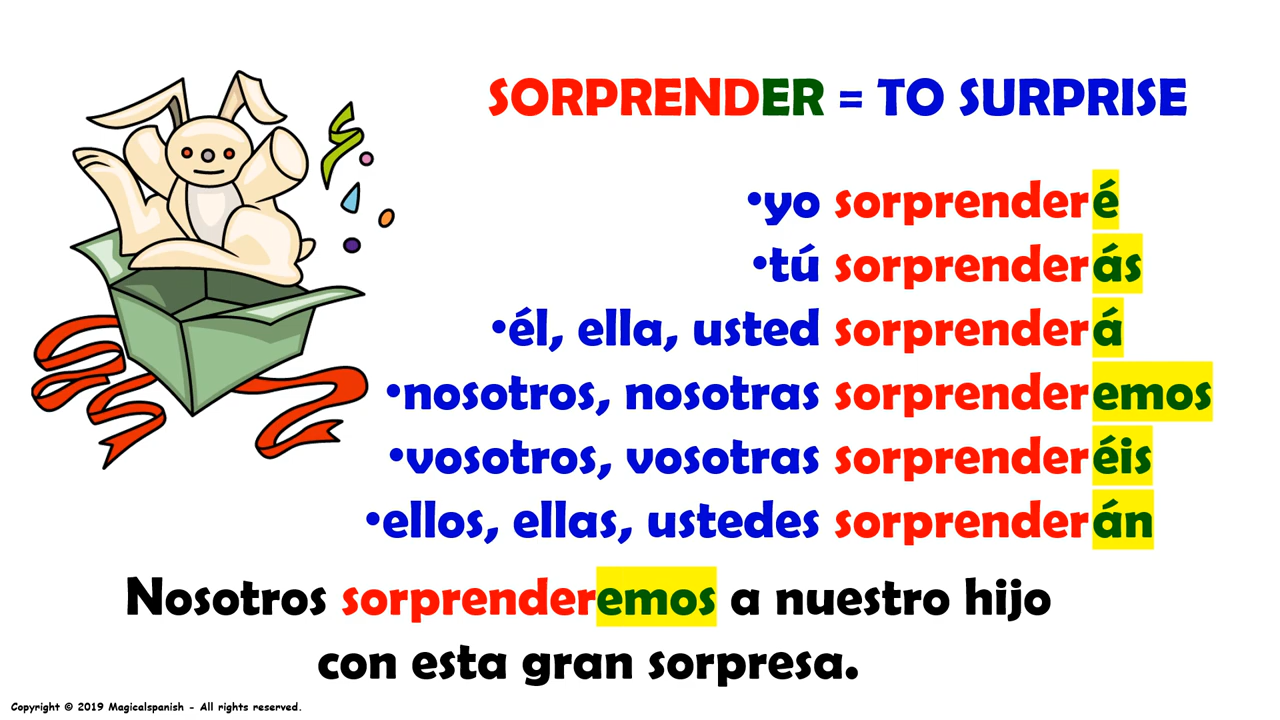 SORPRENDER = TO SURPRISE
•yo sorprenderé
•tú sorprenderás
•él, ella, usted sorprenderá
•nosotros, nosotras sorprenderemos
•vosotros, vosotras sorprenderéis
•ellos, ellas, ustedes sorprenderán
Nosotros sorprenderemos a nuestro hijo
con esta gran sorpresa.
Copyright © 2019 Magicalspanish - All rights reserved.